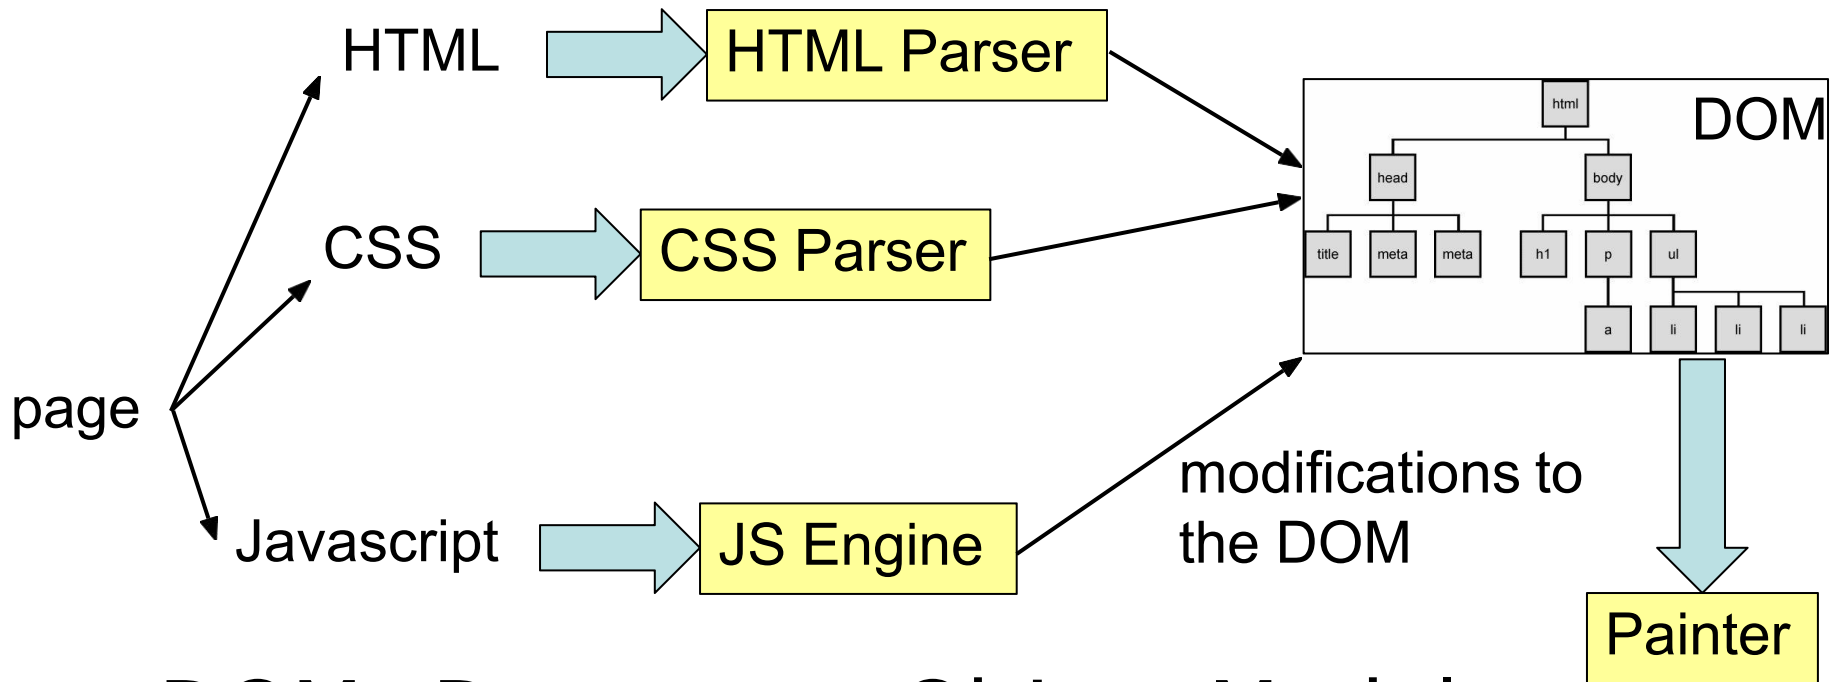 HTML
HTML Parser
CSS
CSS Parser
page
Javascript
JS Engine
modifications to
the DOM
DOM
html
head
body
title
meta
meta
h1
p
ul
a
li
li
li
Painter